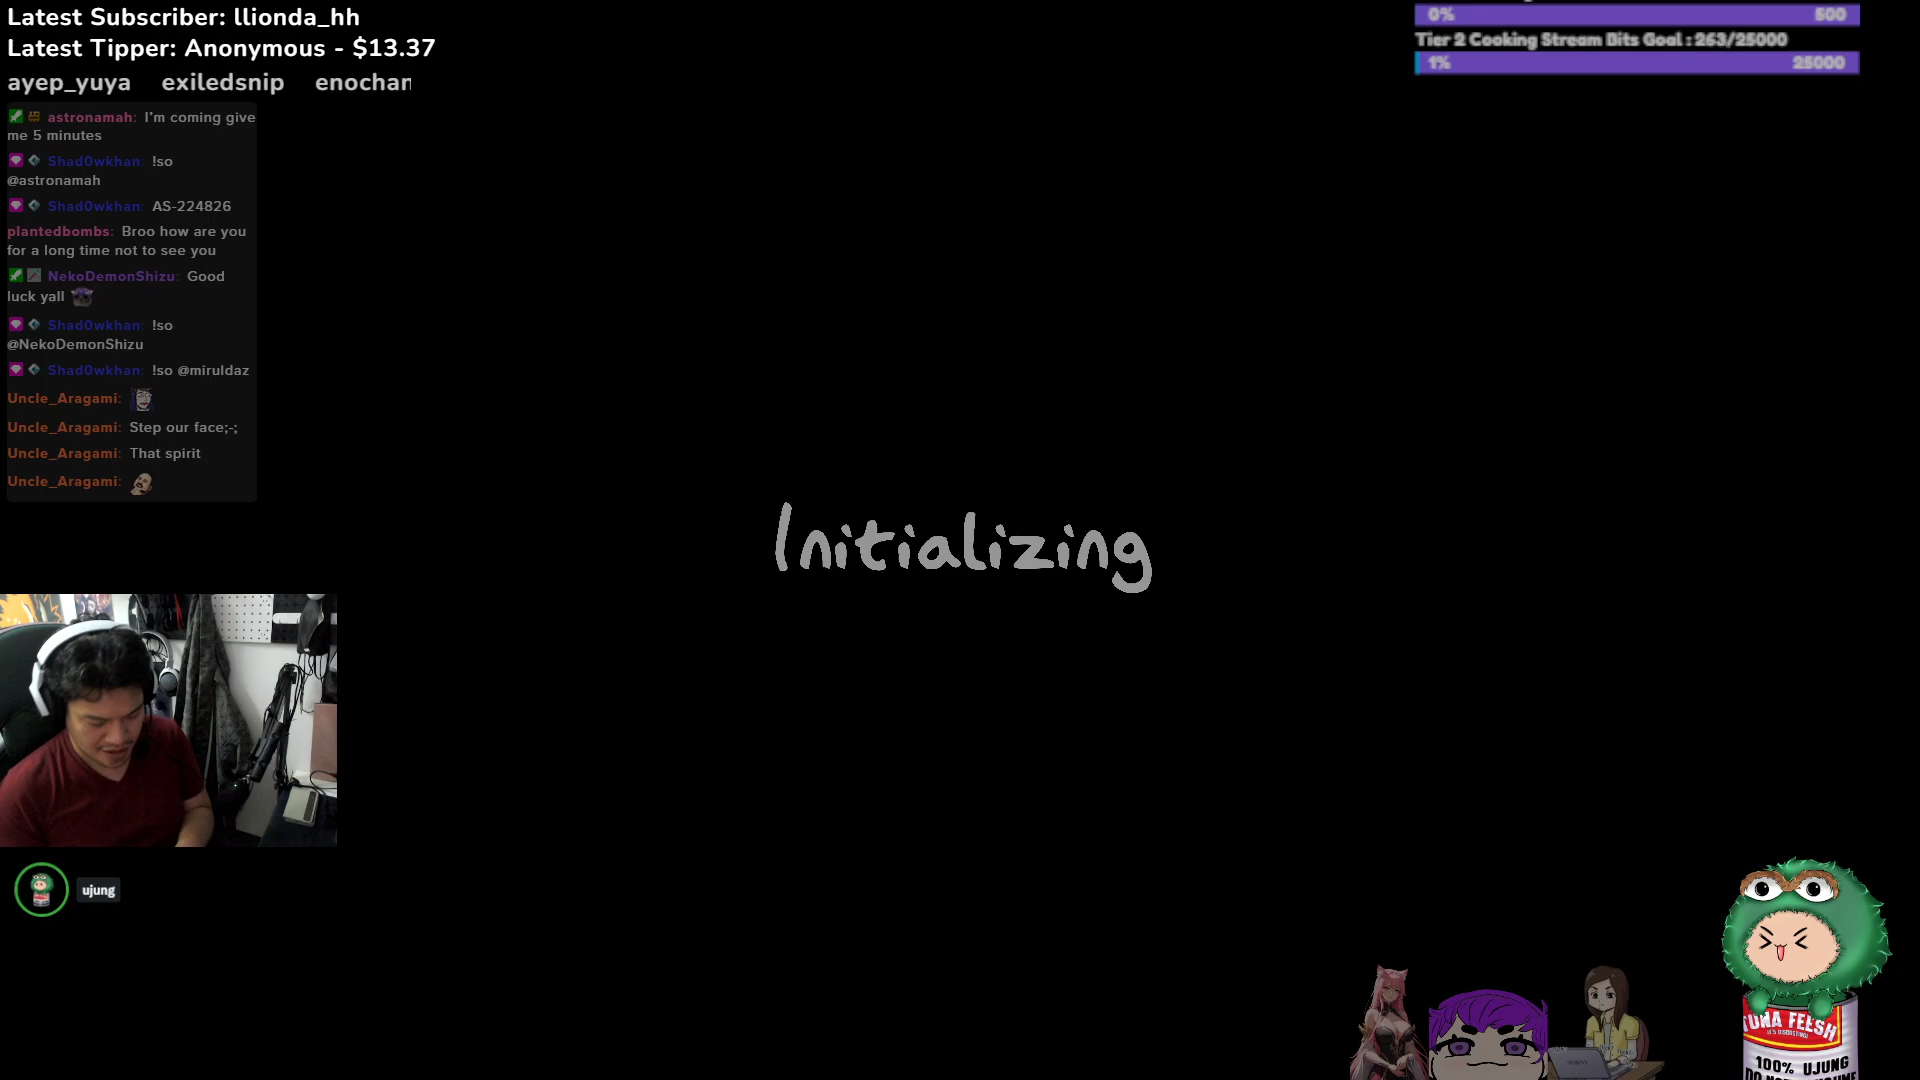 Latest Subscriber: llionda_hh
Latest Tipper: Anonymous - $13.37
ayep_yuya exiledsnip enochan
0% 500
Tier 2 Cooking Stream Bits Goal : 263/25000
1% 25000
astronamah: I'm coming give
me 5 minutes
Shad0wkhan: !so
@astronamah
Shad0wkhan: AS-224826
plantedbombs: Broo how are you
for a long time not to see you
NekoDemonShizu: Good
luck yall
Shad0wkhan: !so
@NekoDemonShizu
Shad0wkhan: !so @miruldaz
Uncle_Aragami:
Uncle_Aragami: Step our face;-;
Uncle_Aragami: That spirit
Uncle_Aragami:
Initializing
ujung
TUNA FEESH
IT'S DISGUSTING!
100% UJUNG